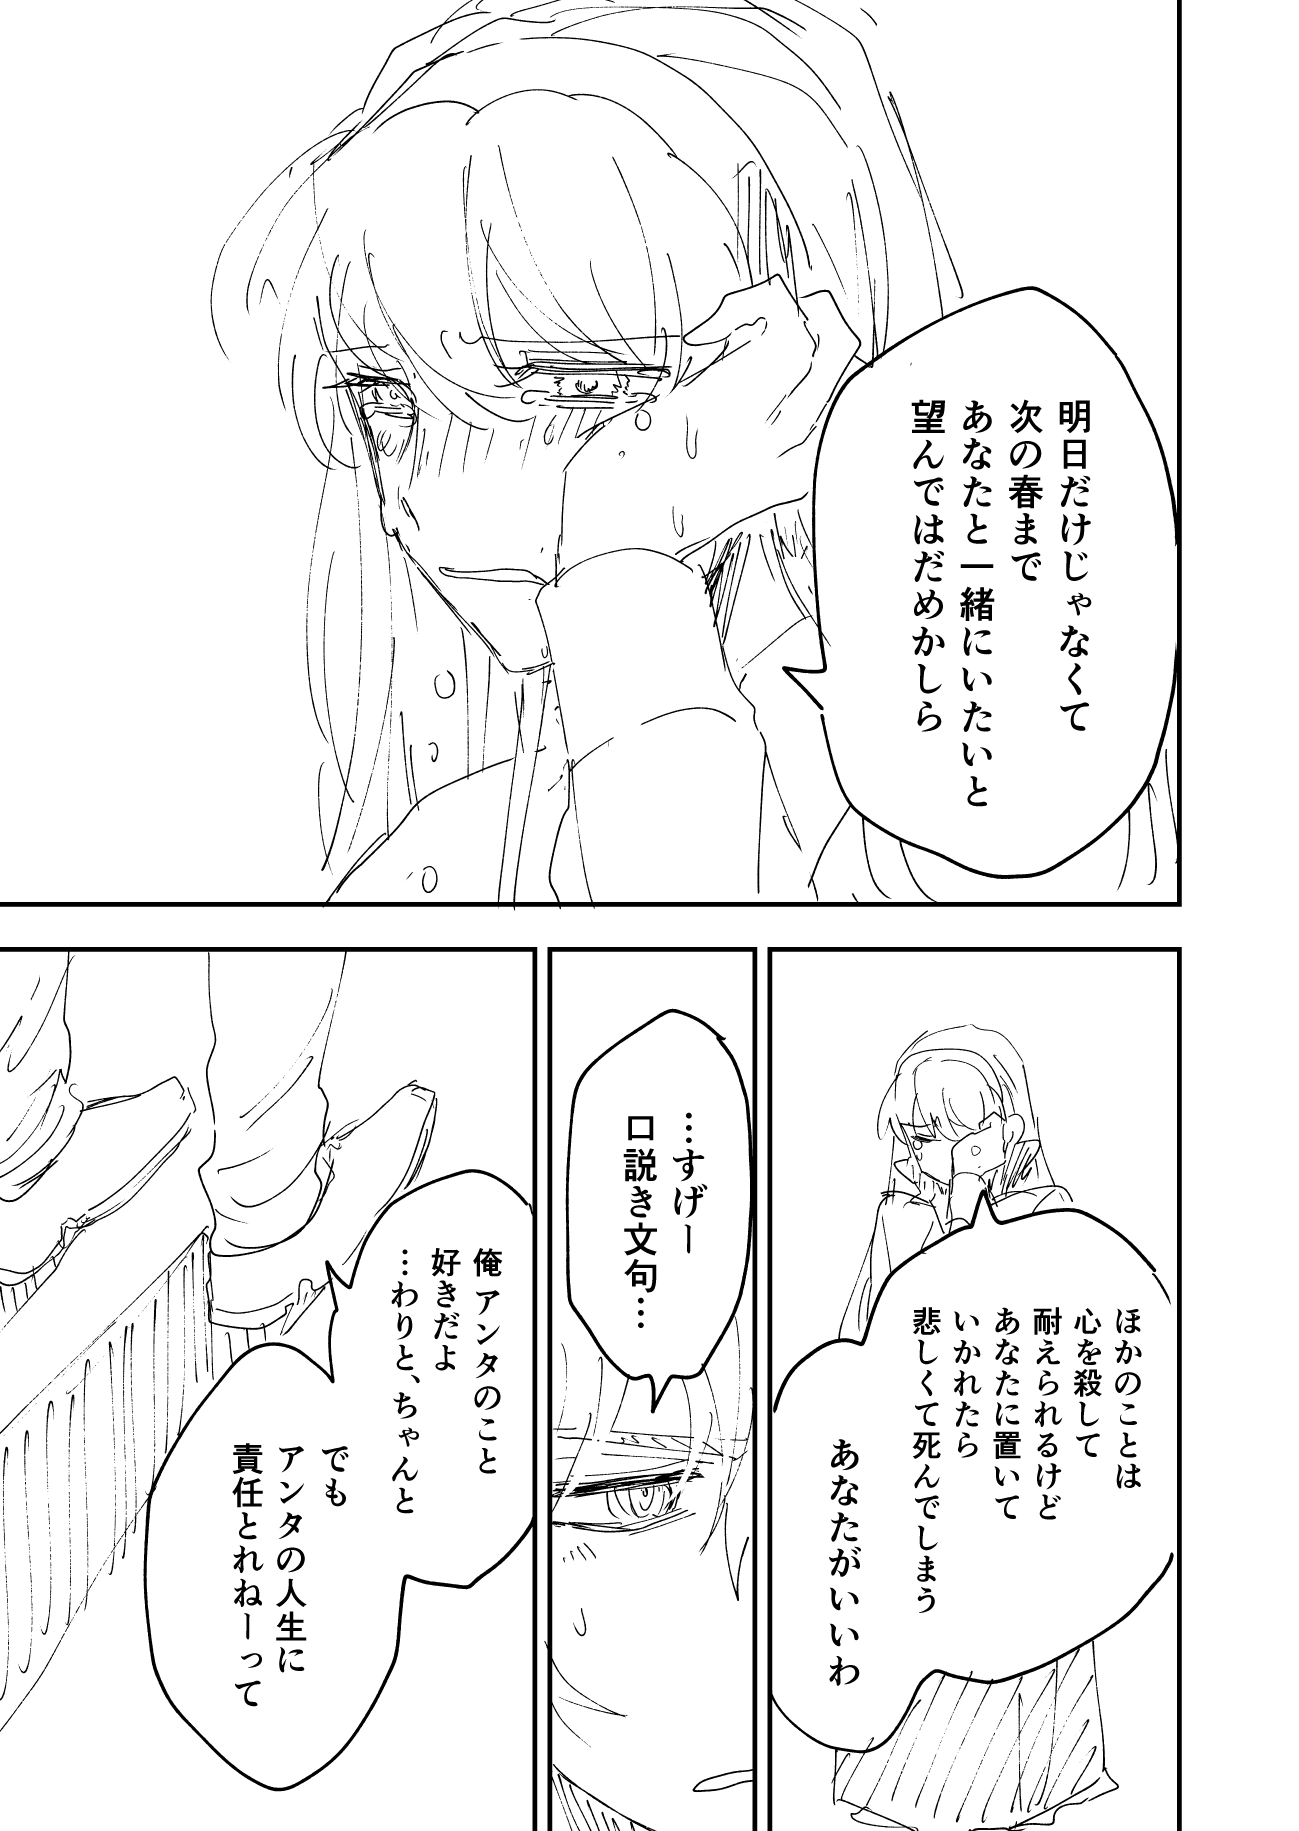 明日だけじゃなくて
次の春まで
あなたと一緒にいたいと
望んではだめかしら
ほかのことは
心を殺して
耐えられるけど
あなたに置いて
いかれたら
悲しくて死んでしまう
あなたがいいわ
…すげー
口説き文句…
俺 アンタのこと
好きだよ
…わりと、ちゃんと
でも
アンタの人生に
責任とれねーって